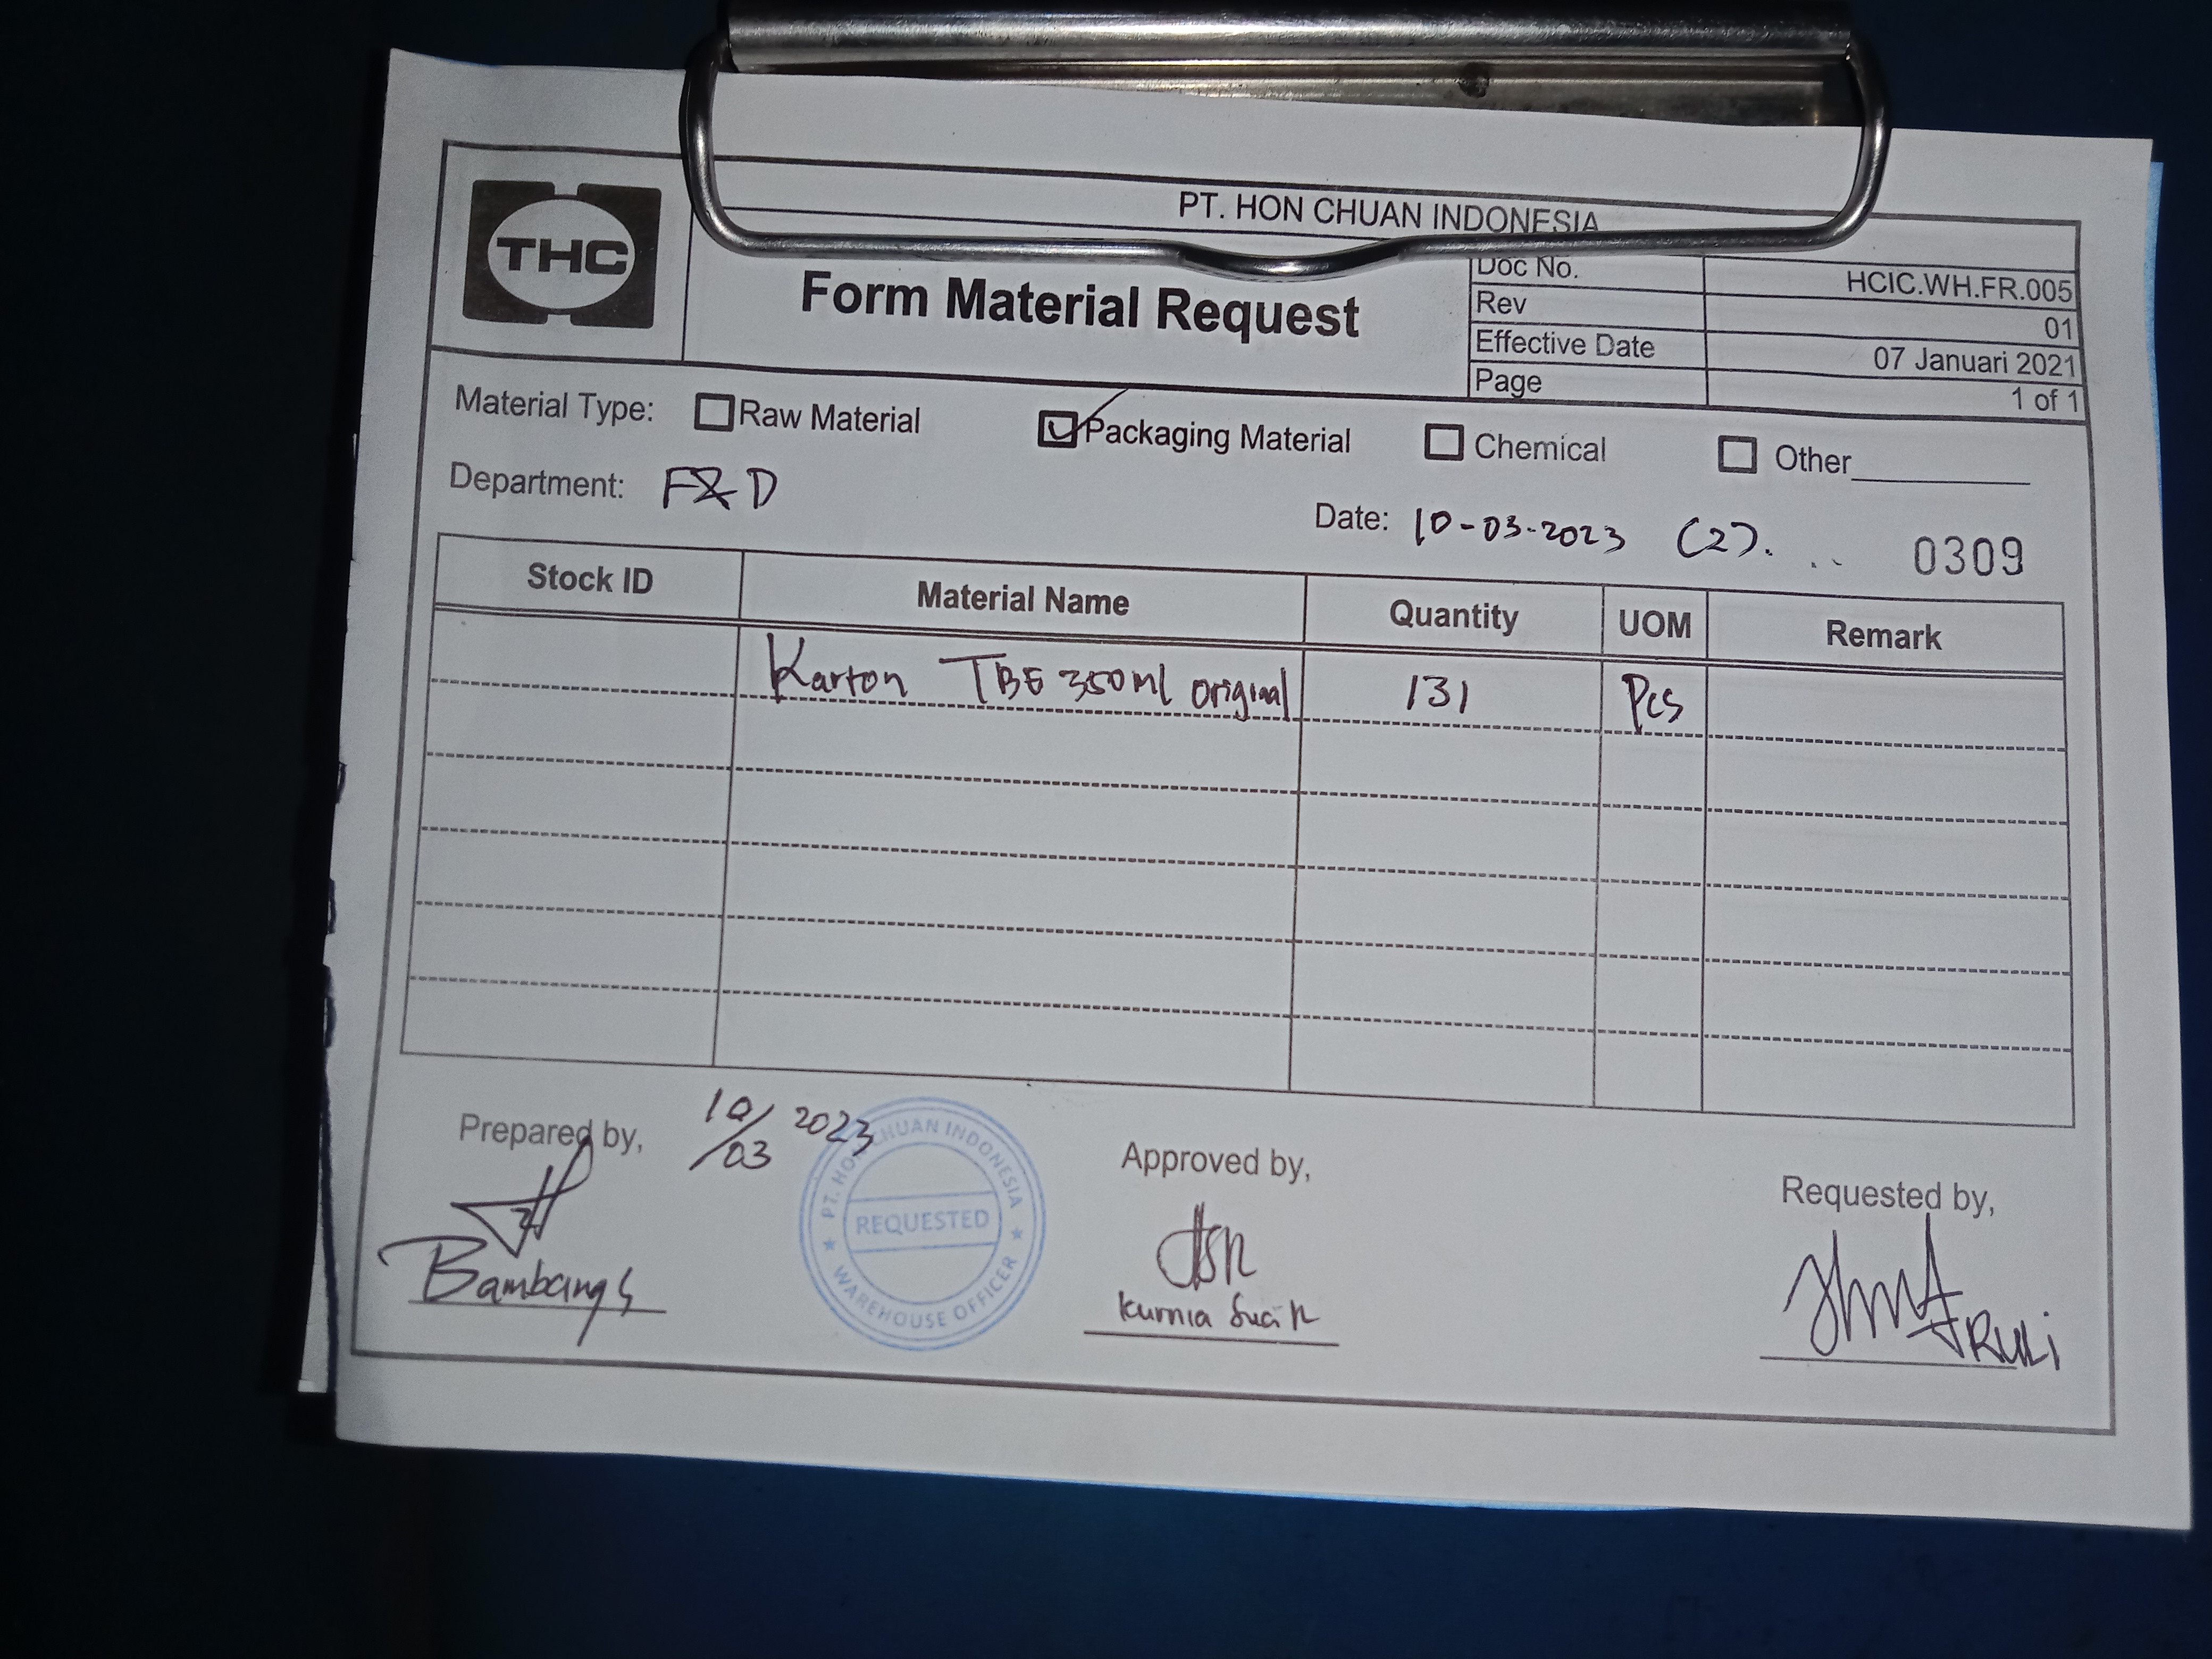 THC
PT. HON CHUAN INDONESIA
Form Material Request
Doc No. HCIC.WH.FR.005
Rev 01
Effective Date 07 Januari 2021
Page 1 of 1
Material Type: Raw Material Packaging Material Chemical Other
Department: F&D
Date: 10-03-2023 (2). 0309
Stock ID Material Name Quantity UOM Remark
Karton TBE 350ml original 131 Pcs
Prepared by, 10/03 2023
Approved by,
Requested by,
PT. HON CHUAN INDONESIA
REQUESTED
WAREHOUSE OFFICER
Bambang S
Kurnia Suci R
RULi